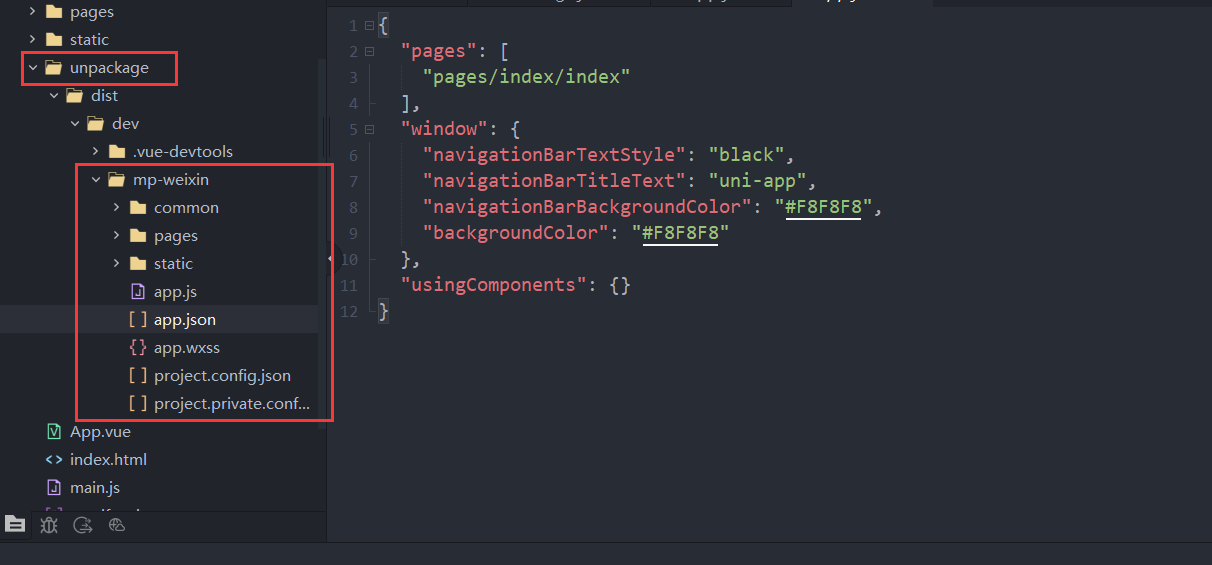 pages
static
unpackage
dist
dev
.vue-devtools
mp-weixin
common
pages
static
app.js
app.json
app.wxss
project.config.json
project.private.conf...
App.vue
index.html
main.js
1 {
2 "pages": [
3 "pages/index/index"
4 ],
5 "window": {
6 "navigationBarTextStyle": "black",
7 "navigationBarTitleText": "uni-app",
8 "navigationBarBackgroundColor": "#F8F8F8",
9 "backgroundColor": "#F8F8F8"
10 },
11 "usingComponents": {}
12 }